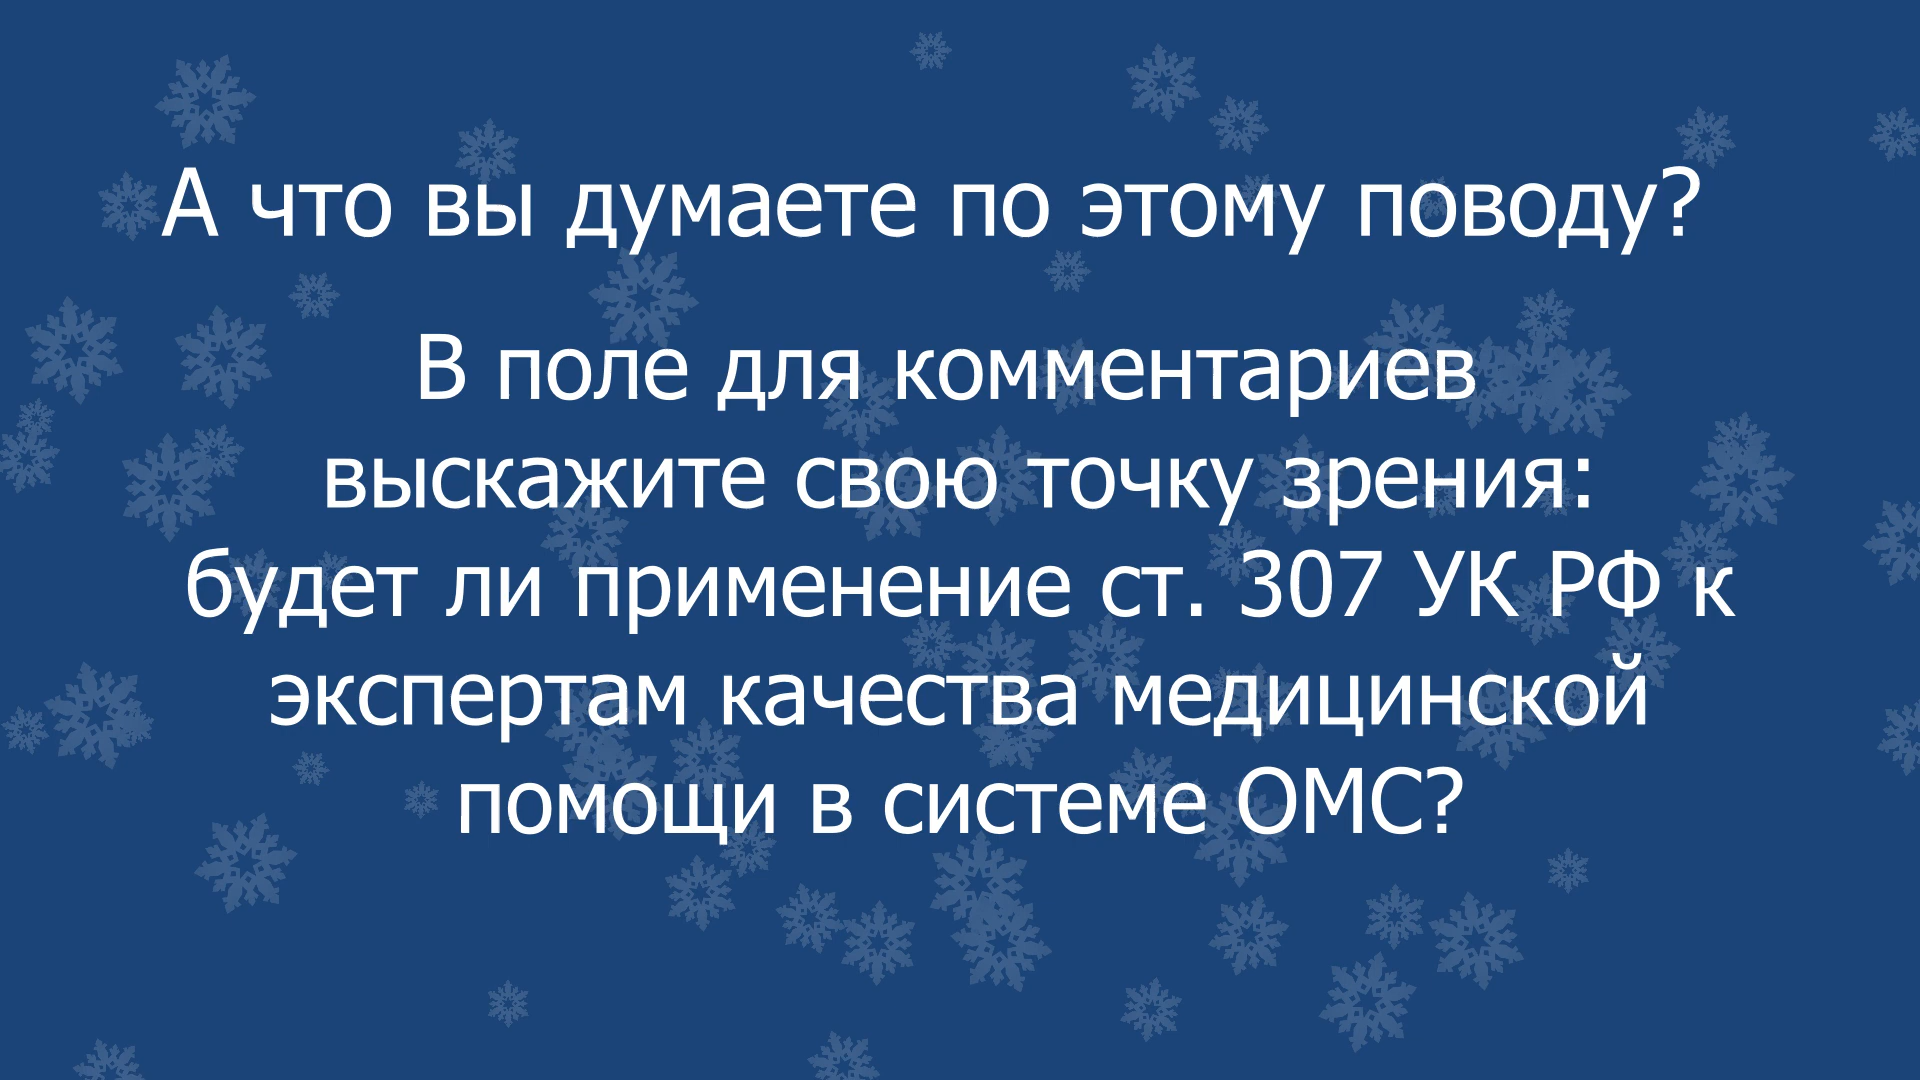 А что вы думаете по этому поводу?
В поле для комментариев
выскажите свою точку зрения:
будет ли применение ст. 307 УК РФ к
экспертам качества медицинской
помощи в системе ОМС?